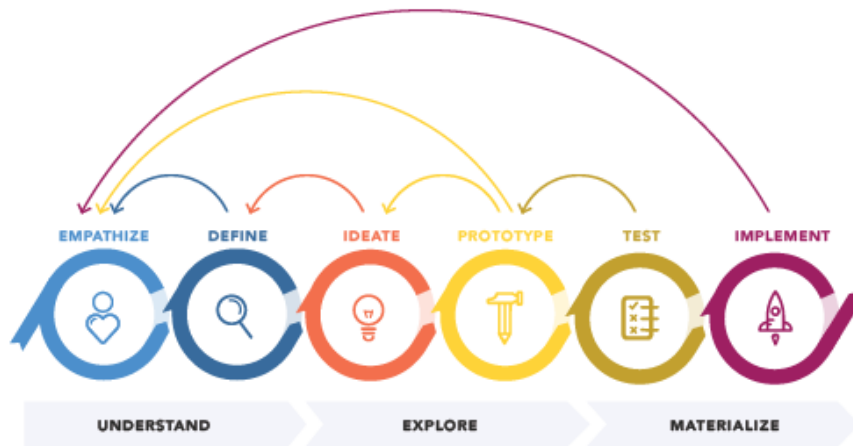 EMPATHIZE
DEFINE
IDEATE
PROTOTYPE
TEST
IMPLEMENT
UNDERSTAND
EXPLORE
MATERIALIZE